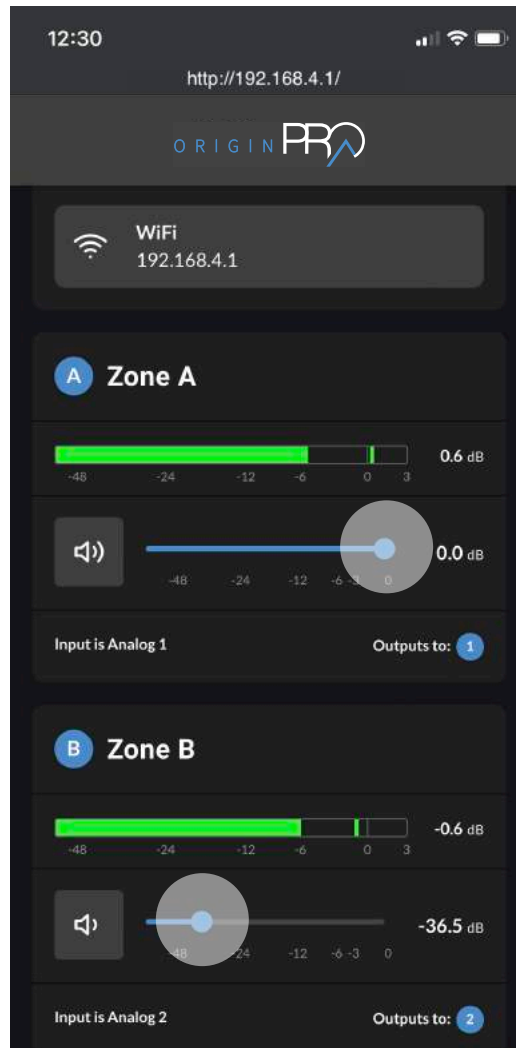 12:30
http://192.168.4.1/
ORIGIN PRO
WiFi
192.168.4.1
A Zone A
0.6 dB
-48 -24 -12 -6 0 3
0.0 dB
-48 -24 -12 -6 -3 0
Input is Analog 1 Outputs to: 1
B Zone B
-0.6 dB
-48 -24 -12 -6 0 3
-36.5 dB
-48 -24 -12 -6 -3 0
Input is Analog 2 Outputs to: 2